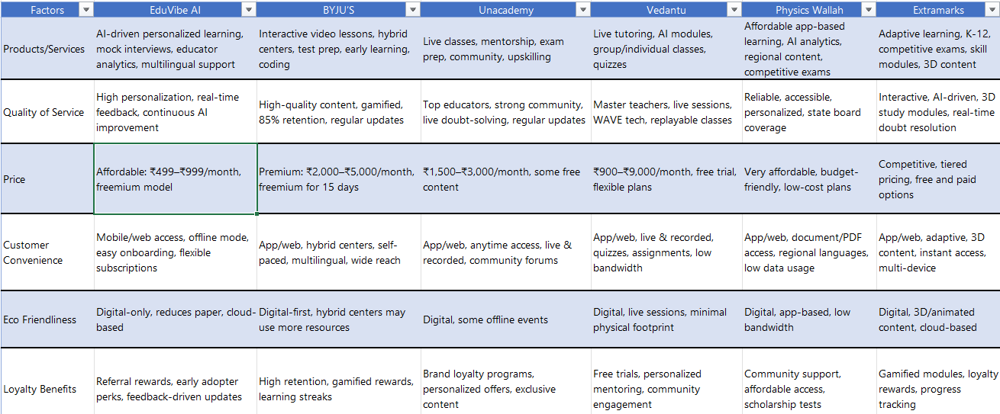 Factors EduVibe AI BYJU'S Unacademy Vedantu Physics Wallah Extramarks
Products/Services
AI-driven personalized learning,
mock interviews, educator
analytics, multilingual support
Interactive video lessons, hybrid
centers, test prep, early learning,
coding
Live classes, mentorship, exam
prep, community, upskilling
Live tutoring, AI modules,
group/individual classes,
quizzes
Affordable app-based
learning, AI analytics,
regional content,
competitive exams
Adaptive learning, K-12,
competitive exams, skill
modules, 3D content
Quality of Service
High personalization, real-time
feedback, continuous AI
improvement
High-quality content, gamified,
85% retention, regular updates
Top educators, strong community,
live doubt-solving, regular updates
Master teachers, live sessions,
WAVE tech, replayable classes
Reliable, accessible,
personalized, state board
coverage
Interactive, AI-driven, 3D
study modules, real-time
doubt resolution
Price
Affordable: ₹499–₹999/month,
freemium model
Premium: ₹2,000–₹5,000/month,
freemium for 15 days
₹1,500–₹3,000/month, some free
content
₹900–₹9,000/month, free trial,
flexible plans
Very affordable, budget-
friendly, low-cost plans
Competitive, tiered
pricing, free and paid
options
Customer
Convenience
Mobile/web access, offline mode,
easy onboarding, flexible
subscriptions
App/web, hybrid centers, self-
paced, multilingual, wide reach
App/web, anytime access, live &
recorded, community forums
App/web, live & recorded,
quizzes, assignments, low
bandwidth
App/web, document/PDF
access, regional languages,
low data usage
App/web, adaptive, 3D
content, instant access,
multi-device
Eco Friendliness
Digital-only, reduces paper, cloud-
based
Digital-first, hybrid centers may
use more resources
Digital, some offline events
Digital, live sessions, minimal
physical footprint
Digital, app-based, low
bandwidth
Digital, 3D/animated
content, cloud-based
Loyalty Benefits
Referral rewards, early adopter
perks, feedback-driven updates
High retention, gamified rewards,
learning streaks
Brand loyalty programs,
personalized offers, exclusive
content
Free trials, personalized
mentoring, community
engagement
Community support,
affordable access,
scholarship tests
Gamified modules, loyalty
rewards, progress
tracking